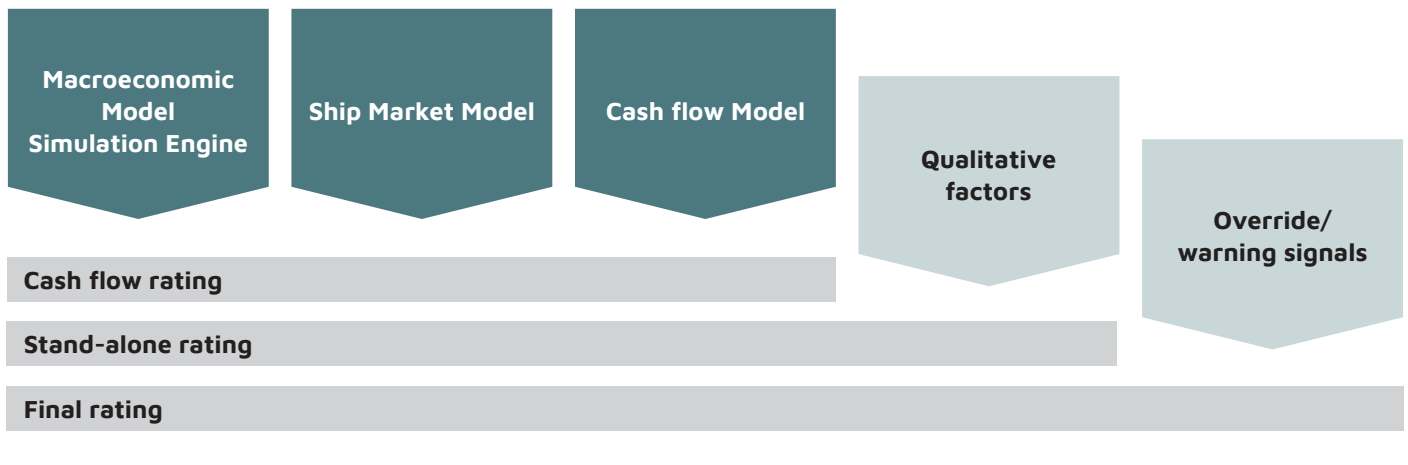 Macroeconomic
Model
Simulation Engine
Ship Market Model
Cash flow Model
Qualitative
factors
Override/
warning signals
Cash flow rating
Stand-alone rating
Final rating